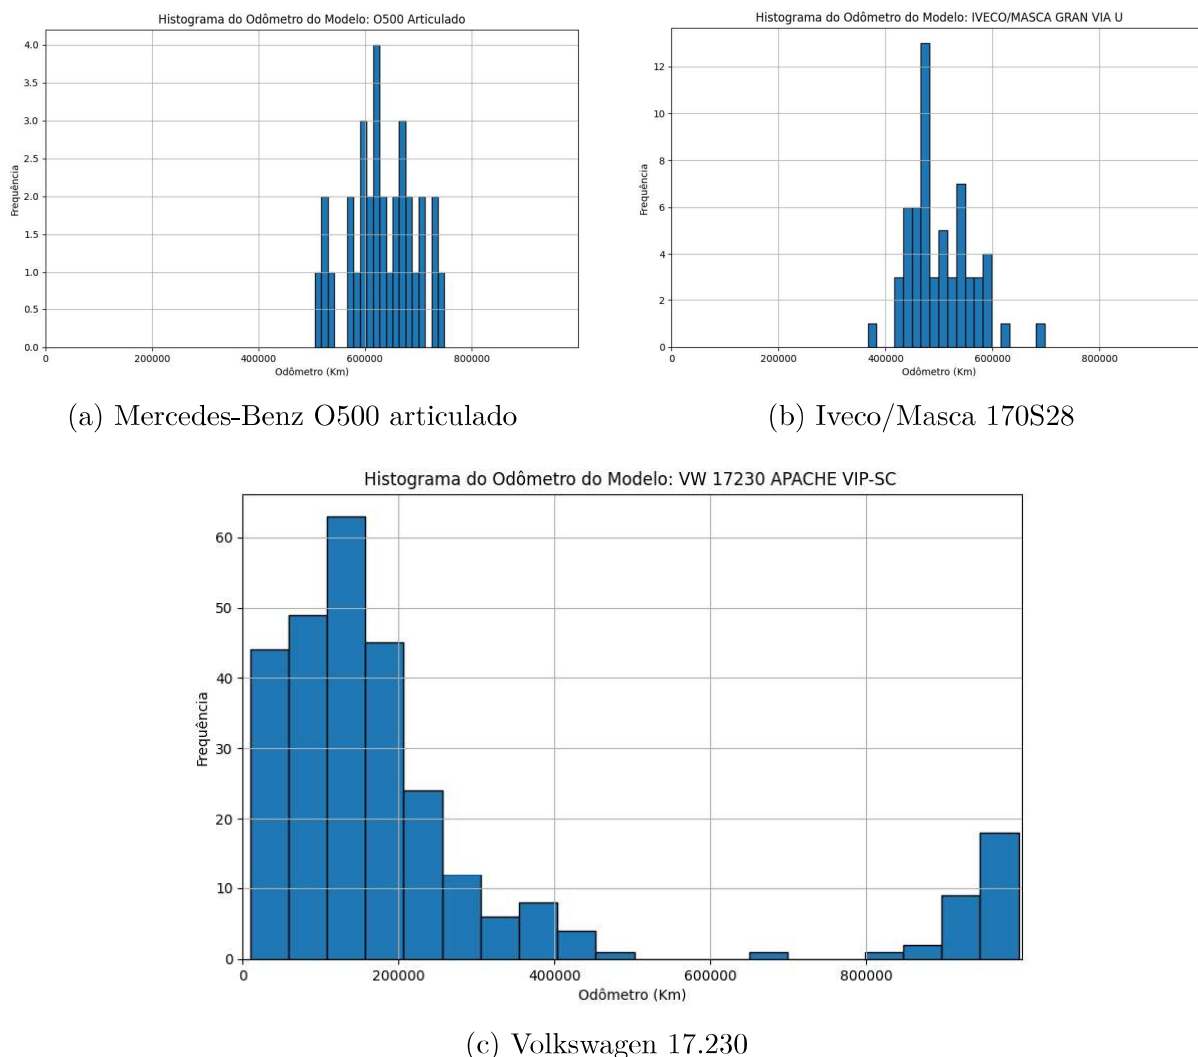 Histograma do Odômetro do Modelo: O500 Articulado
4.0
3.5
3.0
2.5
2.0
1.5
1.0
0.5
0.0
Frequência
0 200000 400000 600000 800000
Odômetro (Km)
(a) Mercedes-Benz O500 articulado
Histograma do Odômetro do Modelo: IVECO/MASCA GRAN VIA U
12
10
8
6
4
2
0
Frequência
0 200000 400000 600000 800000
Odômetro (Km)
(b) Iveco/Masca 170S28
Histograma do Odômetro do Modelo: VW 17230 APACHE VIP-SC
60
50
40
30
20
10
0
Frequência
0 200000 400000 600000 800000
Odômetro (Km)
(c) Volkswagen 17.230